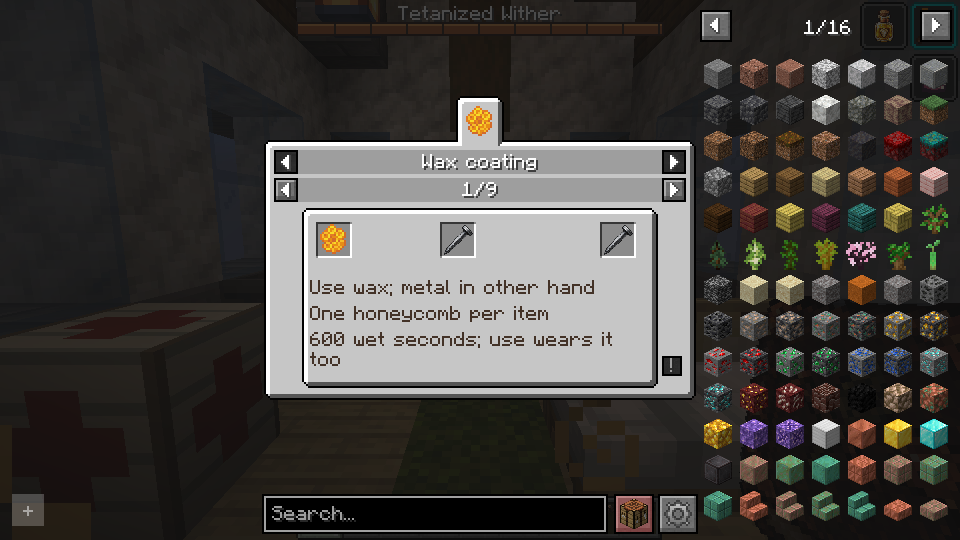 Tetanized Wither
1/16
Wax coating
1/9
Use wax; metal in other hand
One honeycomb per item
600 wet seconds; use wears it
too
!
Search...
+